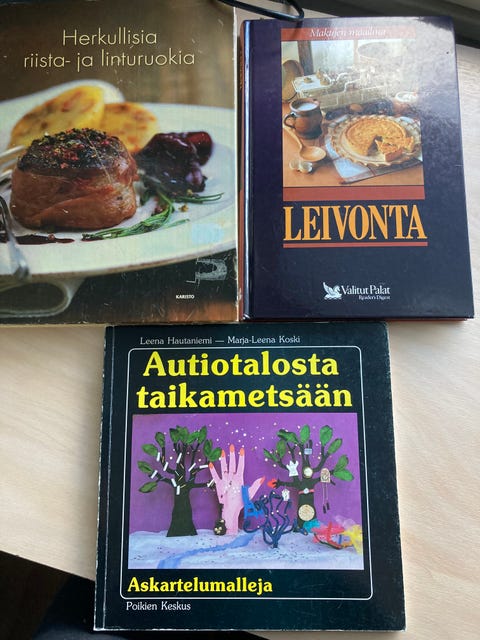 Herkullisia
riista- ja linturuokia
KARISTO
Makujen maailma
LEIVONTA
Valitut Palat
Reader's Digest
Leena Hautaniemi — Marja-Leena Koski
Autiotalosta
taikametsään
Askartelumalleja
Poikien Keskus